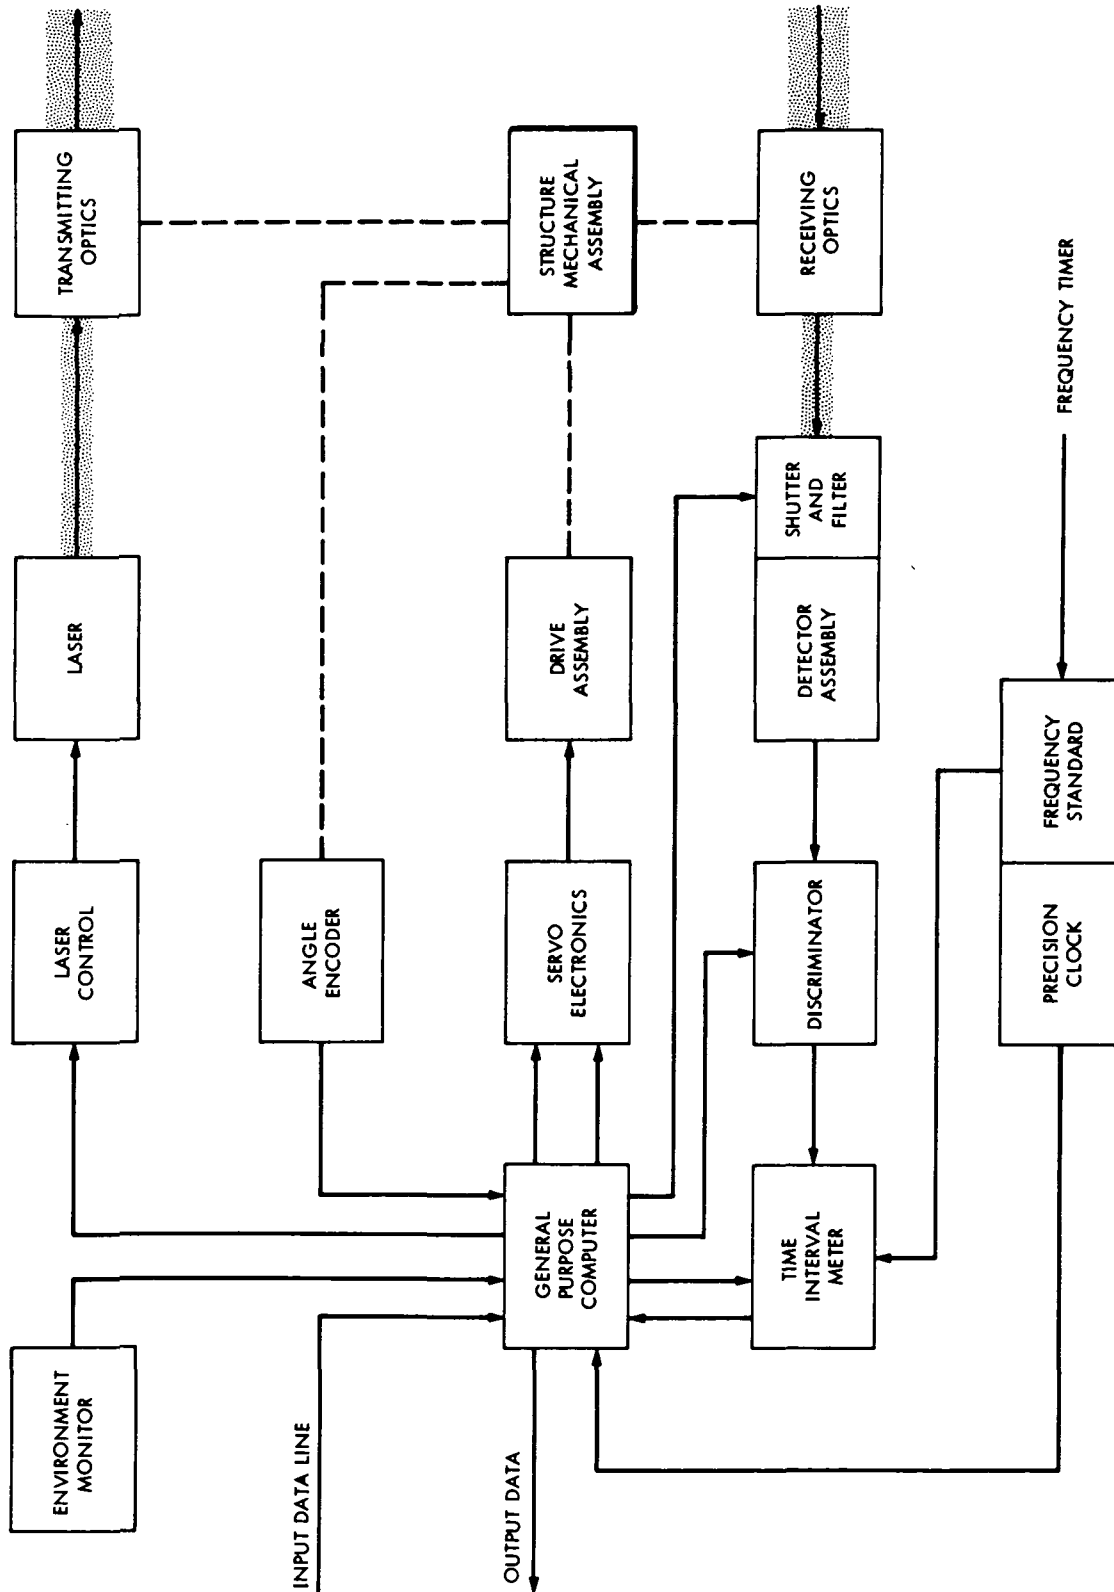 ENVIRONMENT
MONITOR
LASER
CONTROL
LASER
TRANSMITTING
OPTICS
INPUT DATA LINE
ANGLE
ENCODER
OUTPUT DATA
GENERAL
PURPOSE
COMPUTER
SERVO
ELECTRONICS
DRIVE
ASSEMBLY
STRUCTURE
MECHANICAL
ASSEMBLY
TIME
INTERVAL
METER
DISCRIMINATOR
DETECTOR
ASSEMBLY
SHUTTER
AND
FILTER
RECEIVING
OPTICS
PRECISION
CLOCK
FREQUENCY
STANDARD
FREQUENCY TIMER